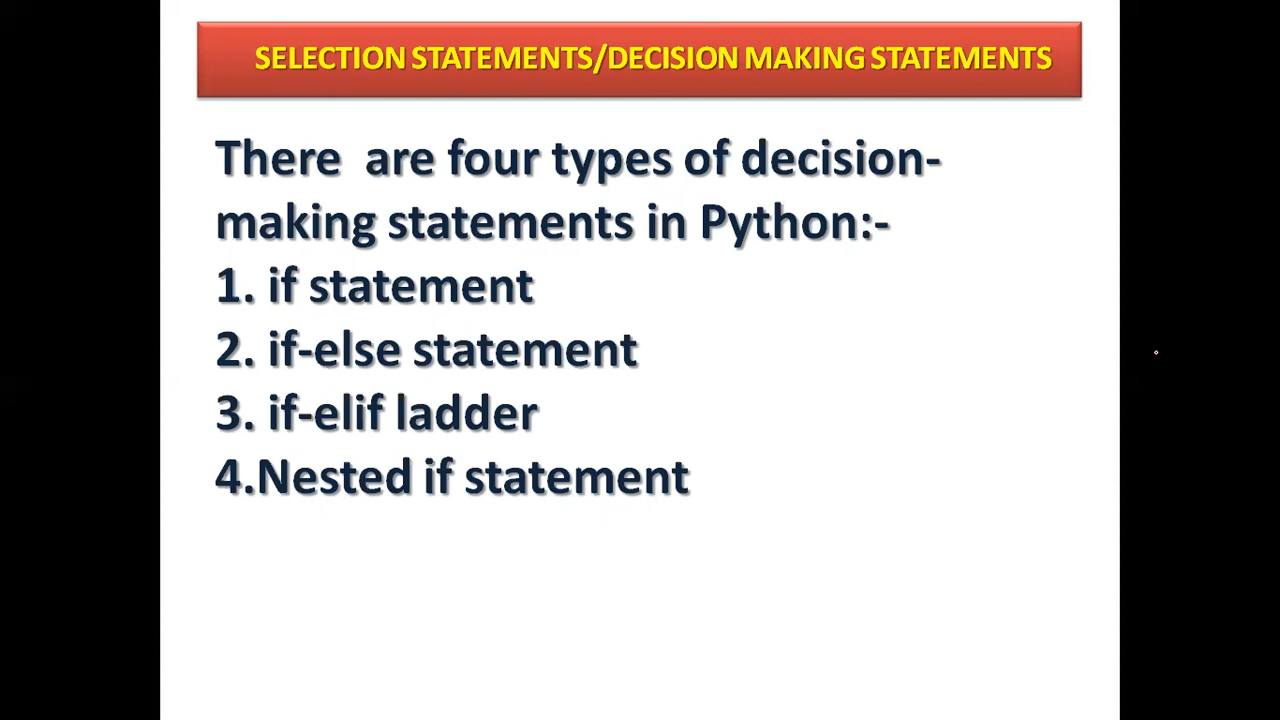 SELECTION STATEMENTS/DECISION MAKING STATEMENTS
There are four types of decision-
making statements in Python:-
1. if statement
2. if-else statement
3. if-elif ladder
4.Nested if statement